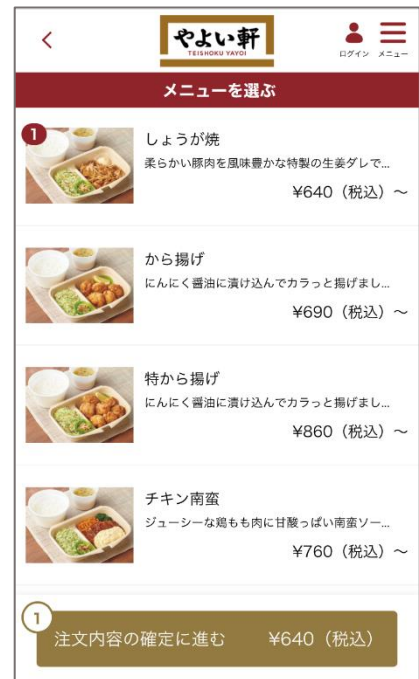 やよい軒
TEISHOKU YAYOI
ログイン メニュー
メニューを選ぶ
1
しょうが焼
柔らかい豚肉を風味豊かな特製の生姜ダレで...
¥640（税込）～
から揚げ
にんにく醤油に漬け込んでカラっと揚げまし...
¥690（税込）～
特から揚げ
にんにく醤油に漬け込んでカラっと揚げまし...
¥860（税込）～
チキン南蛮
ジューシーな鶏もも肉に甘酸っぱい南蛮ソー...
¥760（税込）～
1
注文内容の確定に進む ¥640（税込）